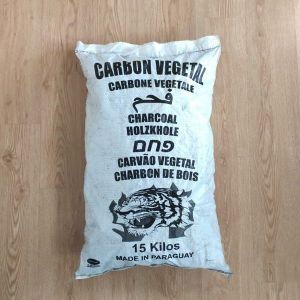 CARBON VEGETAL
CARBONE VEGETALE
فحم
CHARCOAL
HOLZKHOLE
פחם
CARVÃO VEGETAL
CHARBON DE BOIS
15 Kilos
MADE IN PARAGUAY